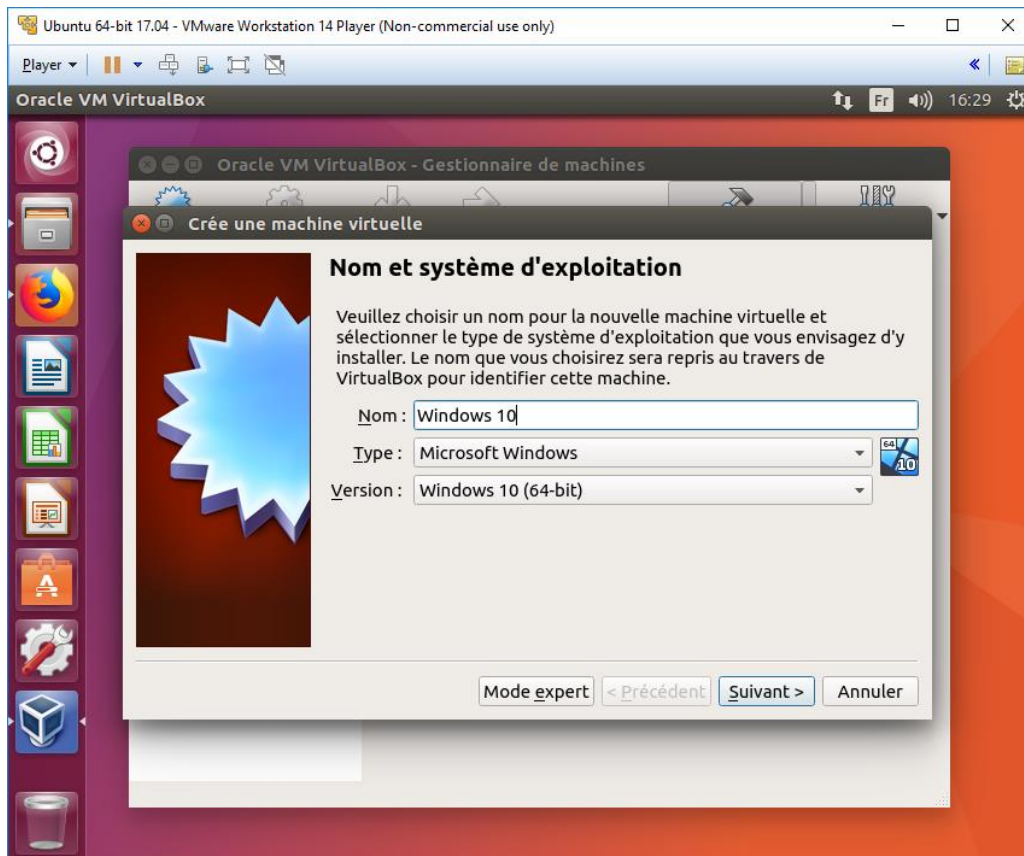 Ubuntu 64-bit 17.04 - VMware Workstation 14 Player (Non-commercial use only)
Player
Oracle VM VirtualBox
Fr
16:29
Oracle VM VirtualBox - Gestionnaire de machines
Crée une machine virtuelle
Nom et système d'exploitation
Veuillez choisir un nom pour la nouvelle machine virtuelle et
sélectionner le type de système d'exploitation que vous envisagez d'y
installer. Le nom que vous choisirez sera repris au travers de
VirtualBox pour identifier cette machine.
Nom : Windows 10
Type : Microsoft Windows
64
10
Version : Windows 10 (64-bit)
Mode expert < Précédent Suivant > Annuler